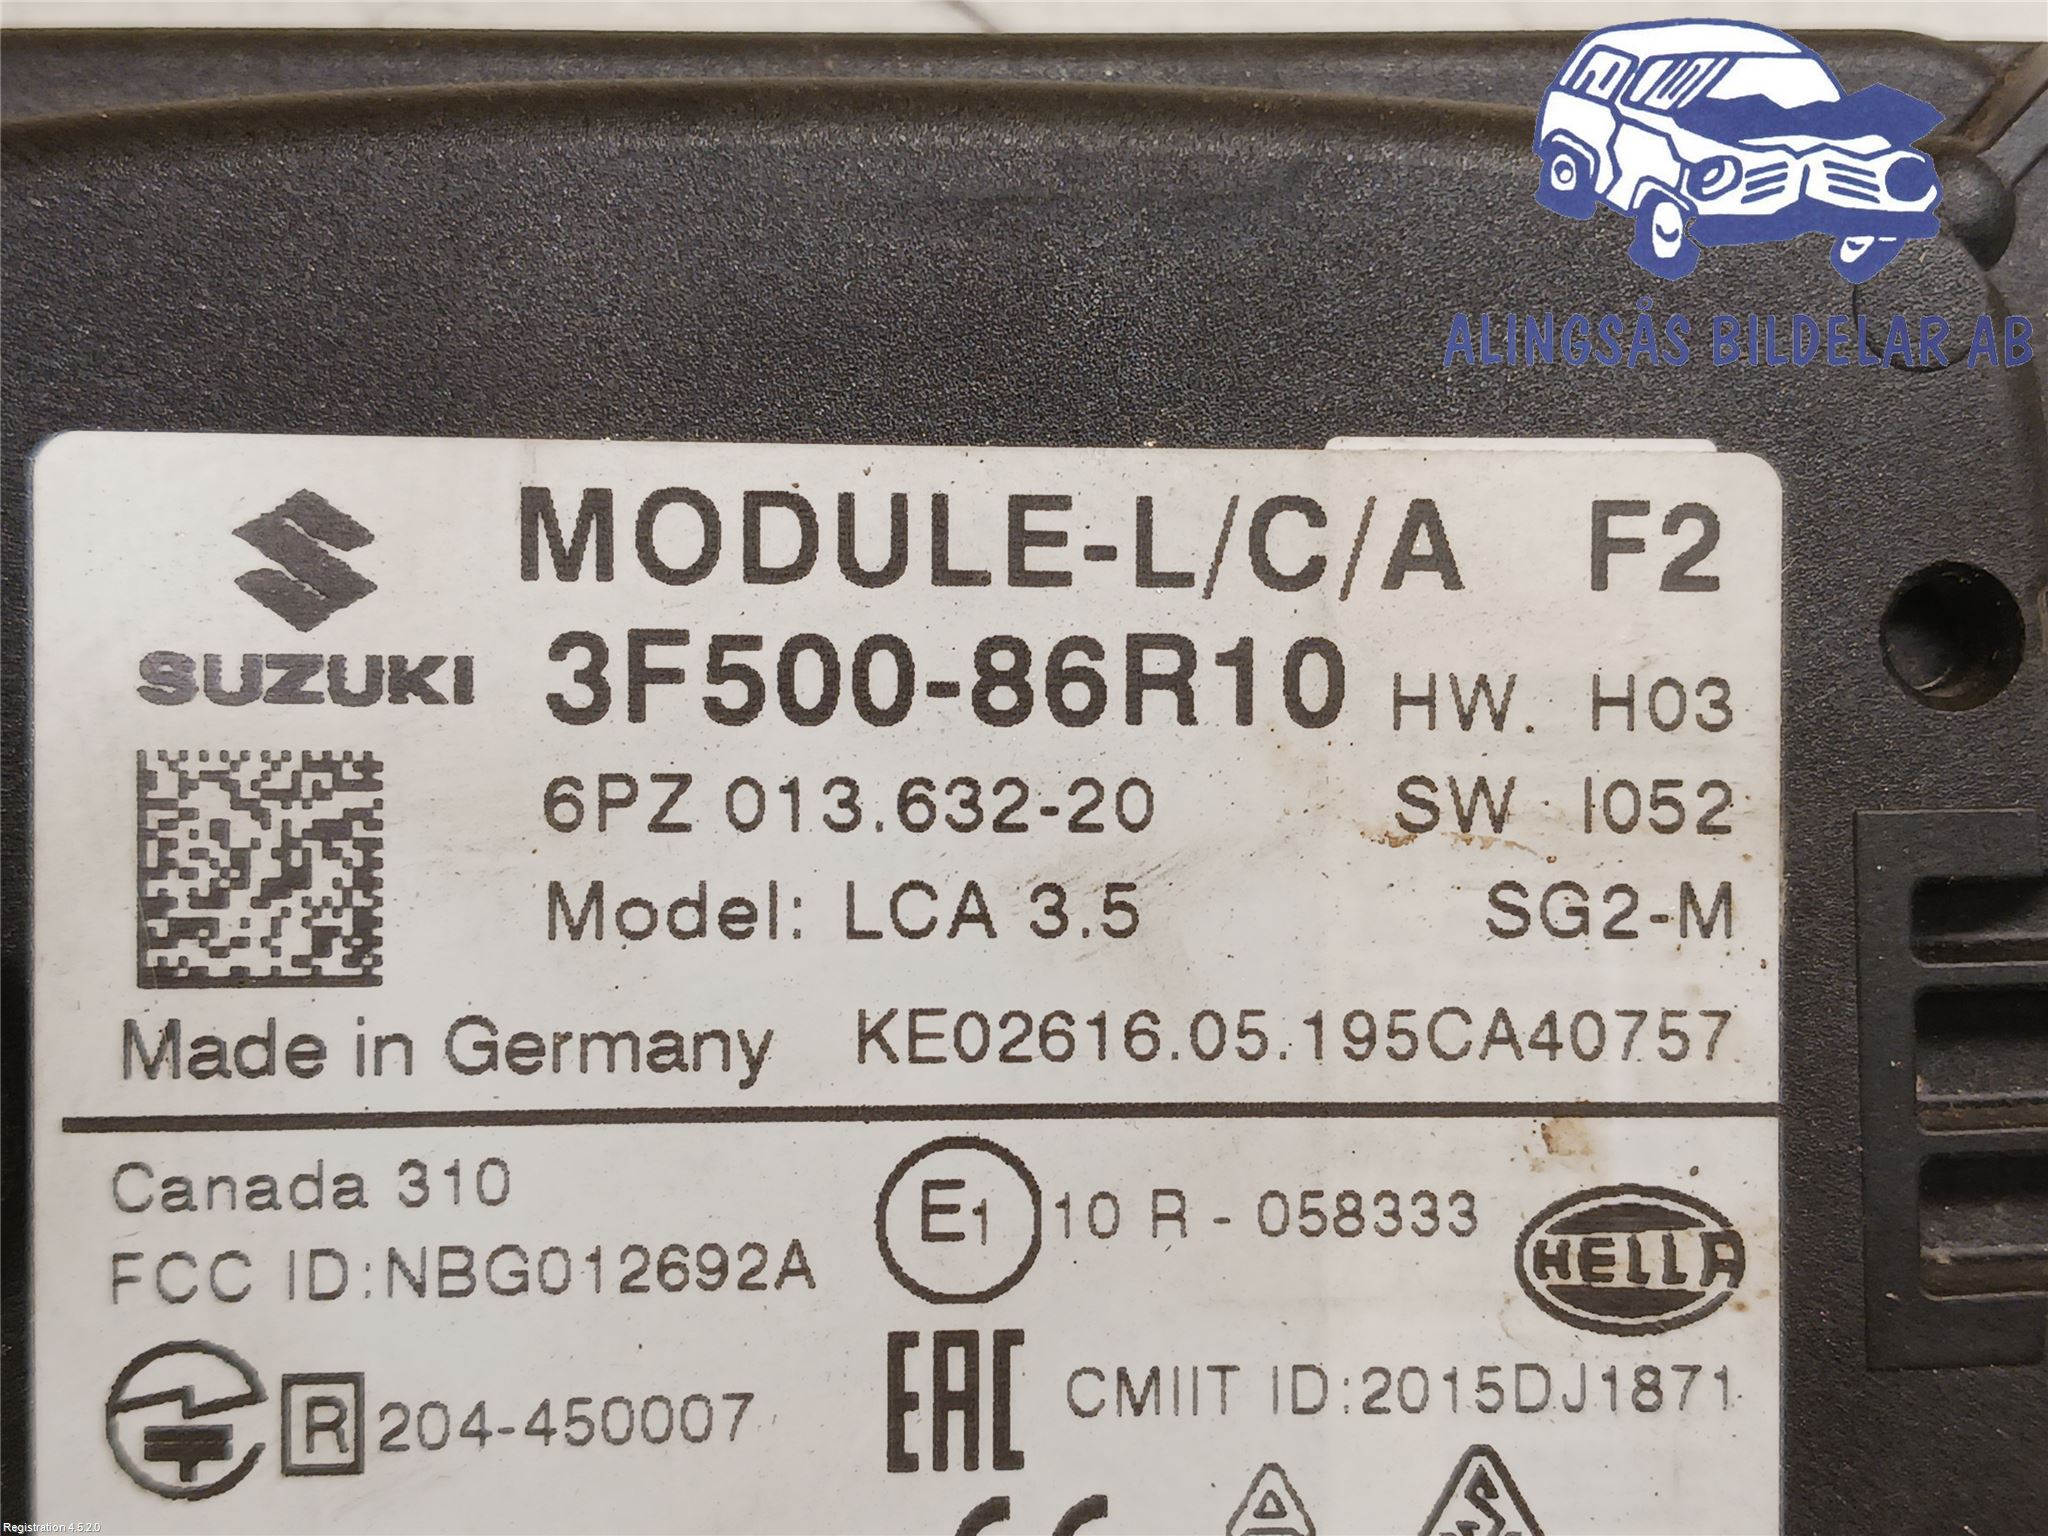 ALINGSÅS BILDELAR AB
MODULE-L/C/A F2
SUZUKI 3F500-86R10 HW. H03
6PZ 013.632-20 SW I052
Model: LCA 3.5 SG2-M
Made in Germany KE02616.05.195CA40757
Canada 310
E1 10 R - 058333
HELLA
FCC ID:NBG012692A
R 204-450007
EAC
CMIIT ID:2015DJ1871
Registration 4.5.2.0